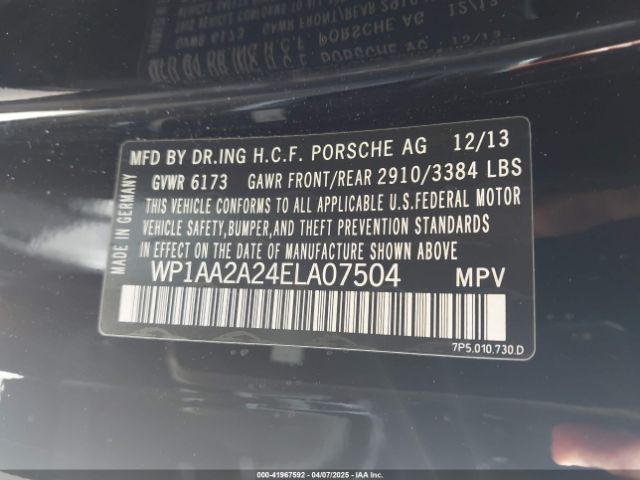 MFD BY DR.ING H.C.F. PORSCHE AG 12/13
GVWR 6173 GAWR FRONT/REAR 2910/3384 LBS
THIS VEHICLE CONFORMS TO ALL APPLICABLE U.S.FEDERAL MOTOR
VEHICLE SAFETY,BUMPER,AND THEFT PREVENTION STANDARDS
IN EFFECT ON THE DATE OF MANUFACTURE SHOWN ABOVE
WP1AA2A24ELA07504 MPV
7P5.010.730.D
MADE IN GERMANY
000-41967592 - 04/07/2025 - IAAI.CA